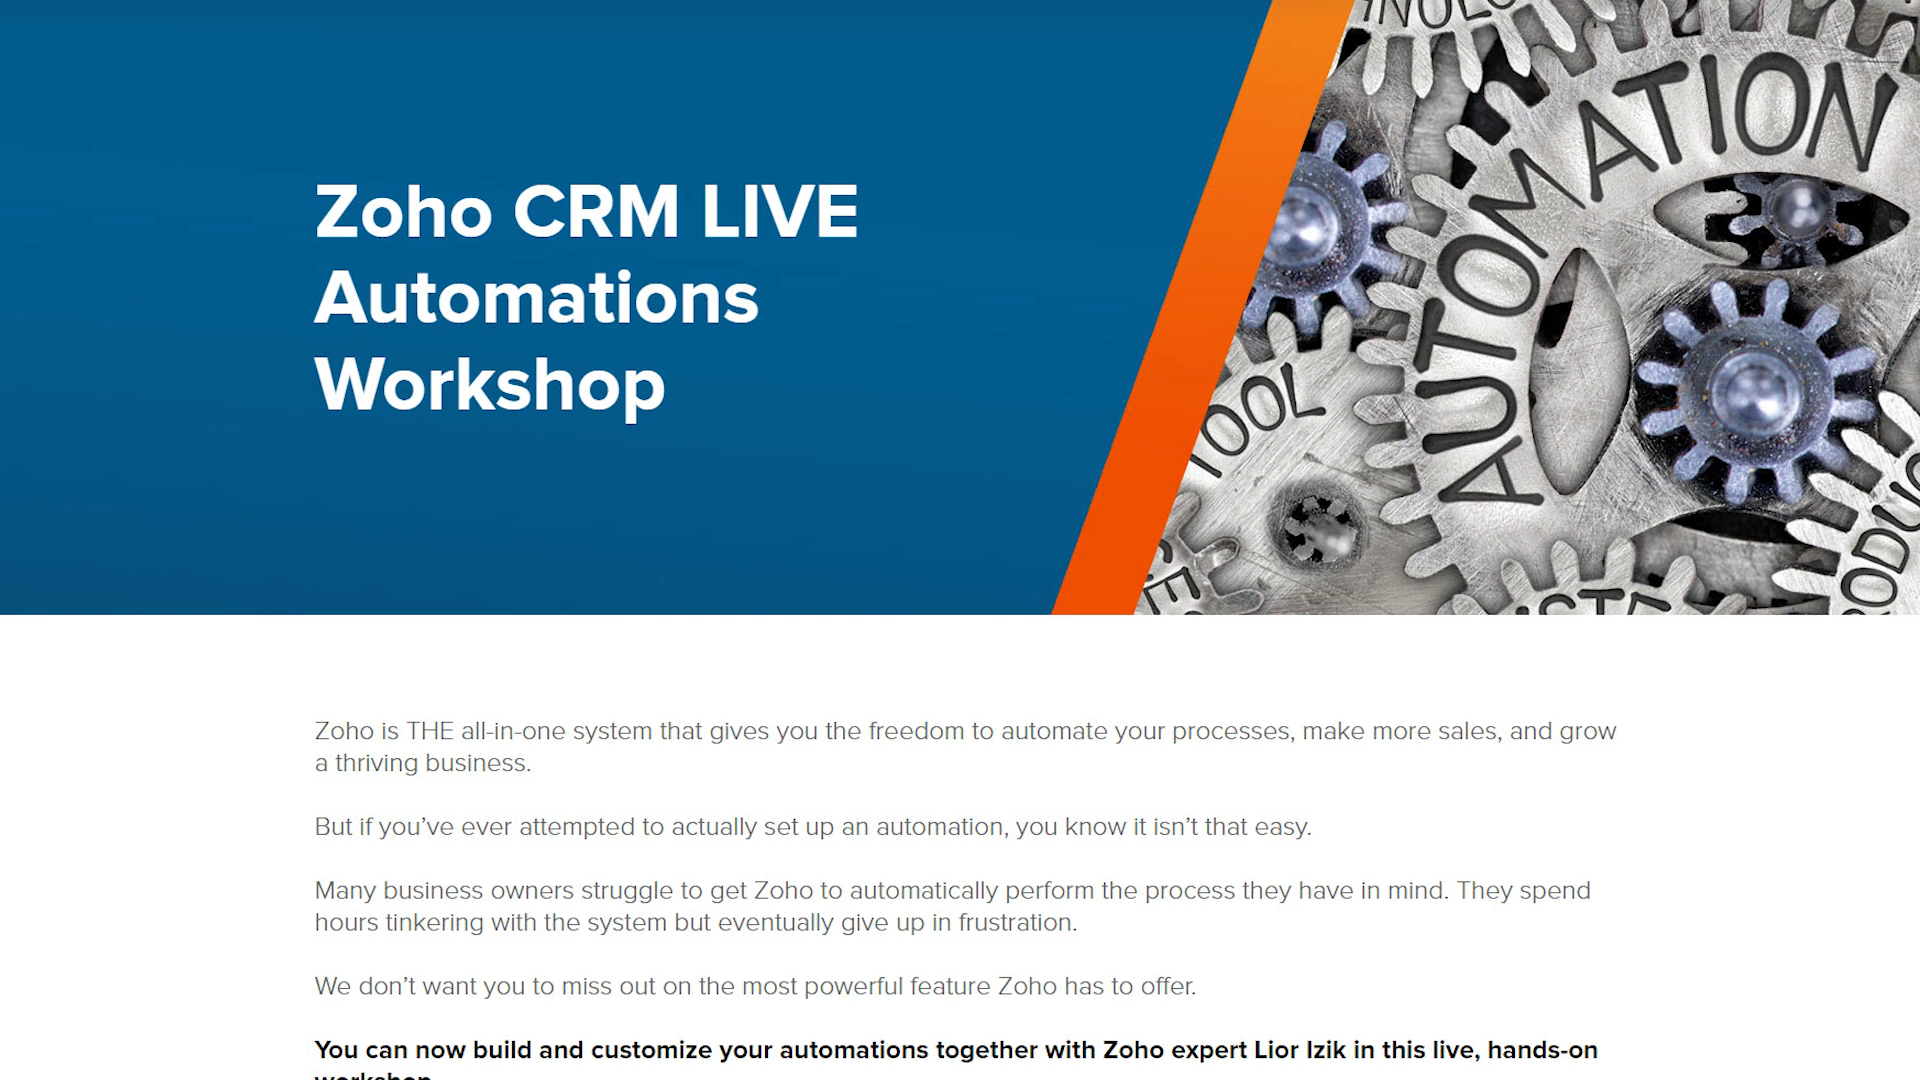 Zoho CRM LIVE
Automations
Workshop
AUTOMATION
TOOL
Zoho is THE all-in-one system that gives you the freedom to automate your processes, make more sales, and grow
a thriving business.
But if you’ve ever attempted to actually set up an automation, you know it isn’t that easy.
Many business owners struggle to get Zoho to automatically perform the process they have in mind. They spend
hours tinkering with the system but eventually give up in frustration.
We don’t want you to miss out on the most powerful feature Zoho has to offer.
You can now build and customize your automations together with Zoho expert Lior Izik in this live, hands-on
workshop